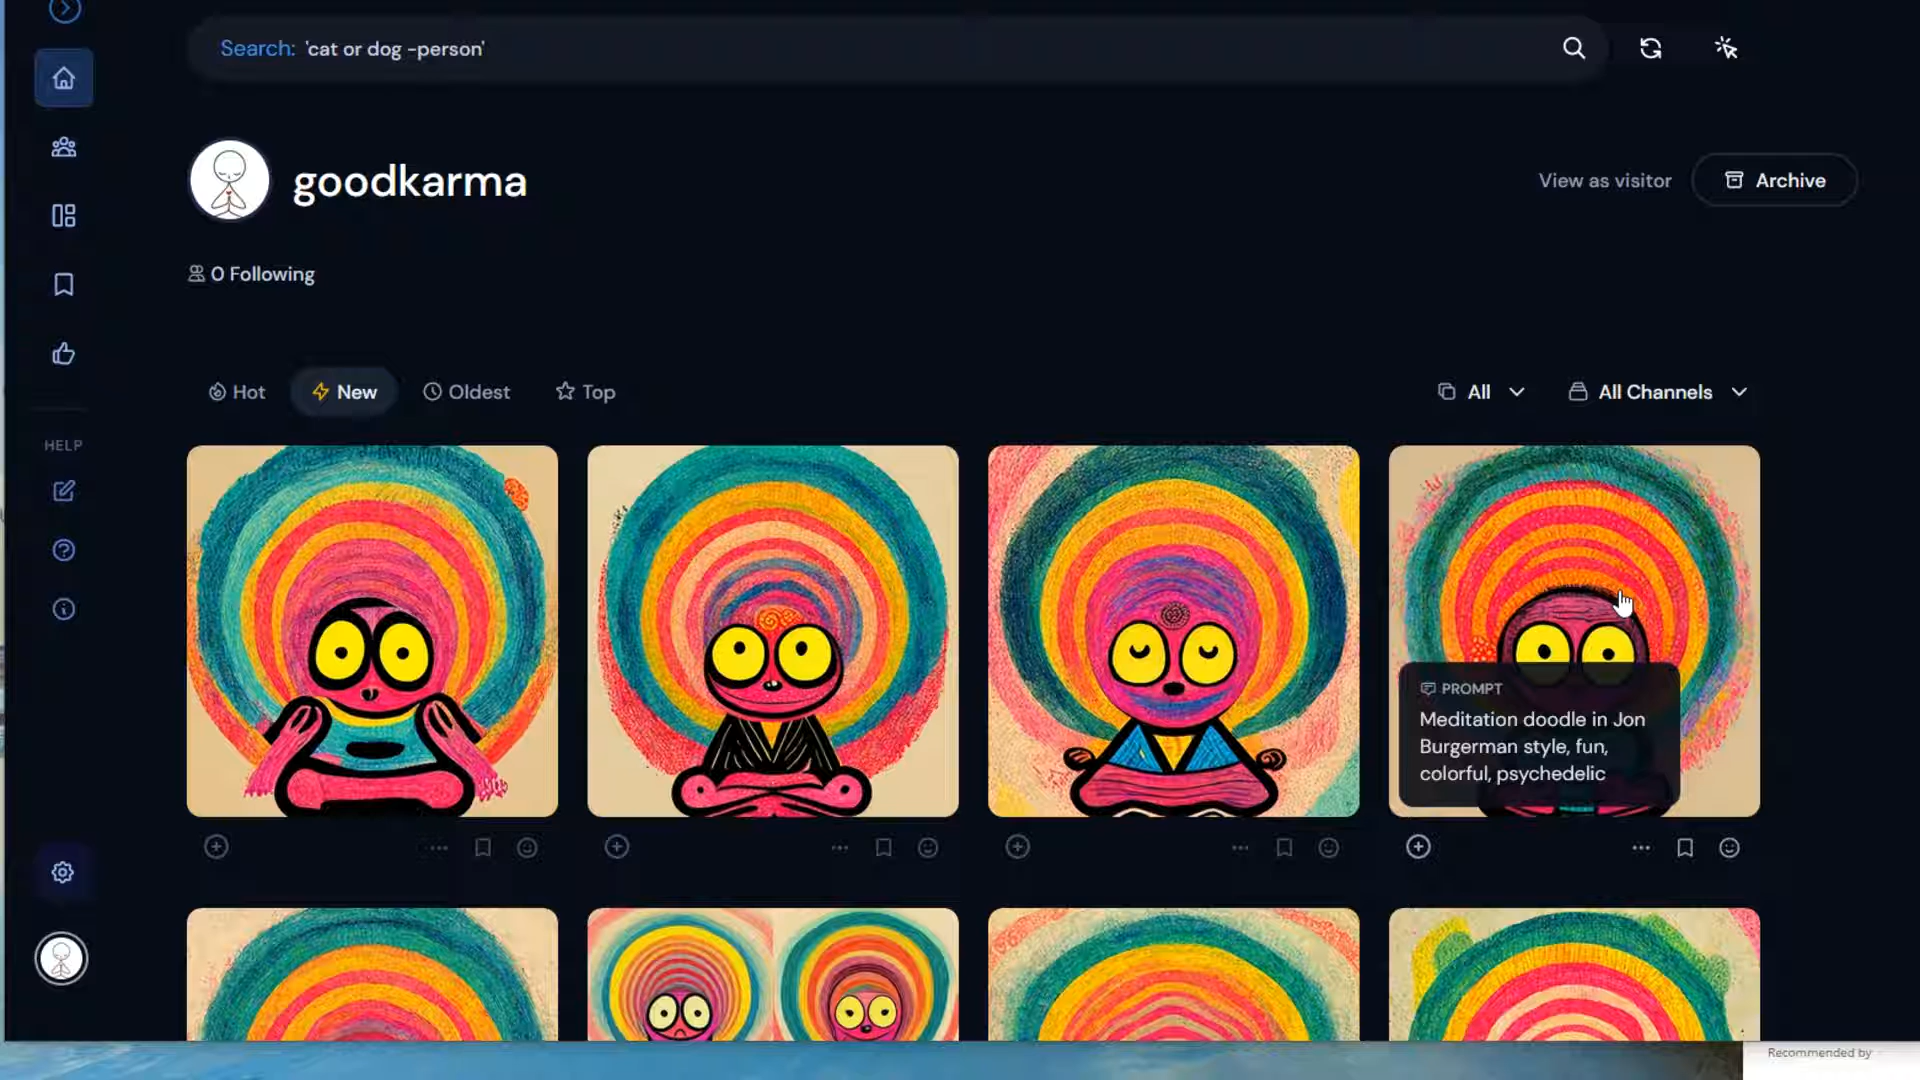 Search: 'cat or dog -person'
goodkarma
View as visitor
Archive
0 Following
Hot
New
Oldest
Top
All
All Channels
HELP
PROMPT
Meditation doodle in Jon
Burgerman style, fun,
colorful, psychedelic
Recommended by